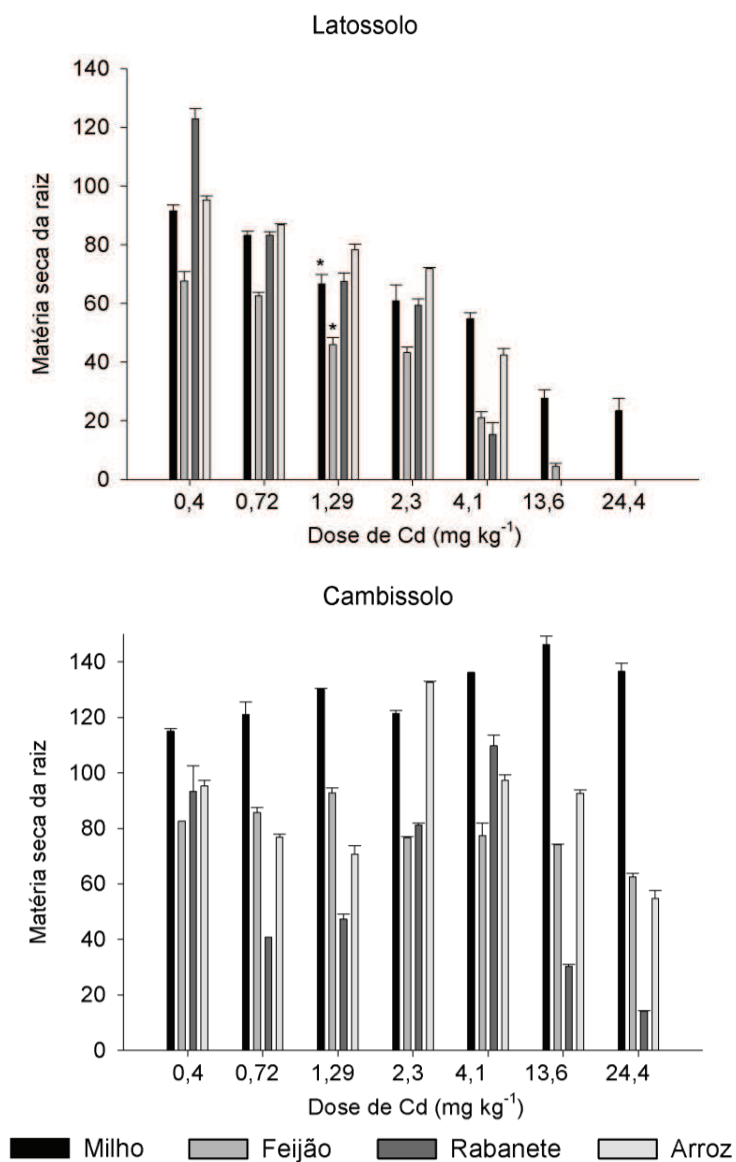 Latossolo
140
120
100
80
60
40
20
0
Matéria seca da raiz
*
*
0,4 0,72 1,29 2,3 4,1 13,6 24,4
Dose de Cd (mg kg⁻¹)
Cambissolo
140
120
100
80
60
40
20
0
Matéria seca da raiz
0,4 0,72 1,29 2,3 4,1 13,6 24,4
Dose de Cd (mg kg⁻¹)
Milho Feijão Rabanete Arroz